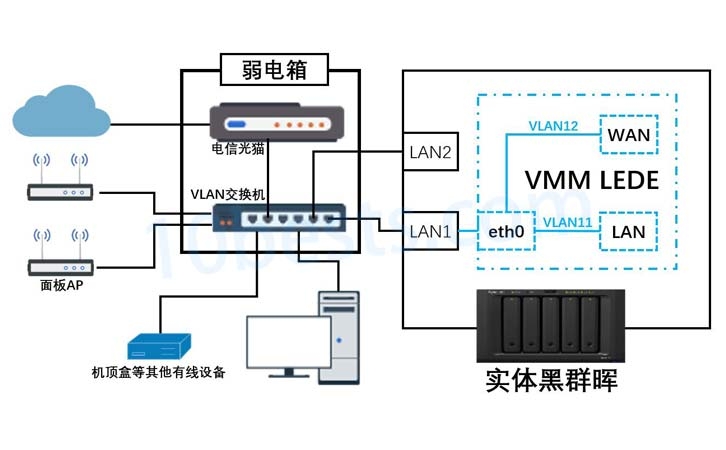 弱电箱
电信光猫
VLAN交换机
面板AP
机顶盒等其他有线设备
LAN2
LAN1
VLAN12
WAN
VMM LEDE
eth0
VLAN11
LAN
实体黑群晖
10bests.com